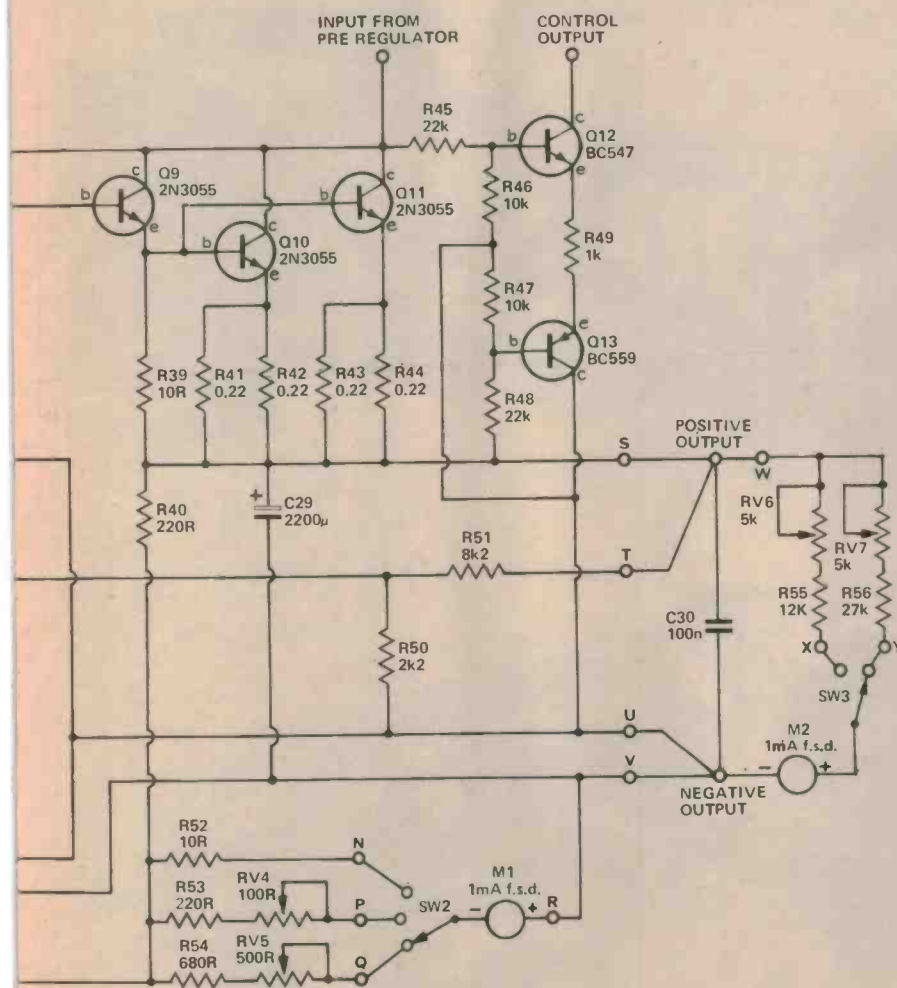 INPUT FROM
PRE REGULATOR
CONTROL
OUTPUT
R45
22k
b
c
Q12
BC547
e
c
b
Q9
2N3055
e
c
b
Q11
2N3055
e
c
b
Q10
2N3055
e
R46
10k
R49
1k
R47
10k
b
e
Q13
BC559
c
R39
10R
R41
0.22
R42
0.22
R43
0.22
R44
0.22
R48
22k
S
POSITIVE
OUTPUT
W
RV6
5k
RV7
5k
R40
220R
+
C29
2200µ
R51
8k2
T
R55
12K
R56
27k
C30
100n
X
Y
R50
2k2
SW3
U
M2
1mA f.s.d.
V
-
+
NEGATIVE
OUTPUT
R52
10R
N
R53
220R
RV4
100R
P
SW2
M1
1mA f.s.d.
-
+
R
R54
680R
RV5
500R
Q